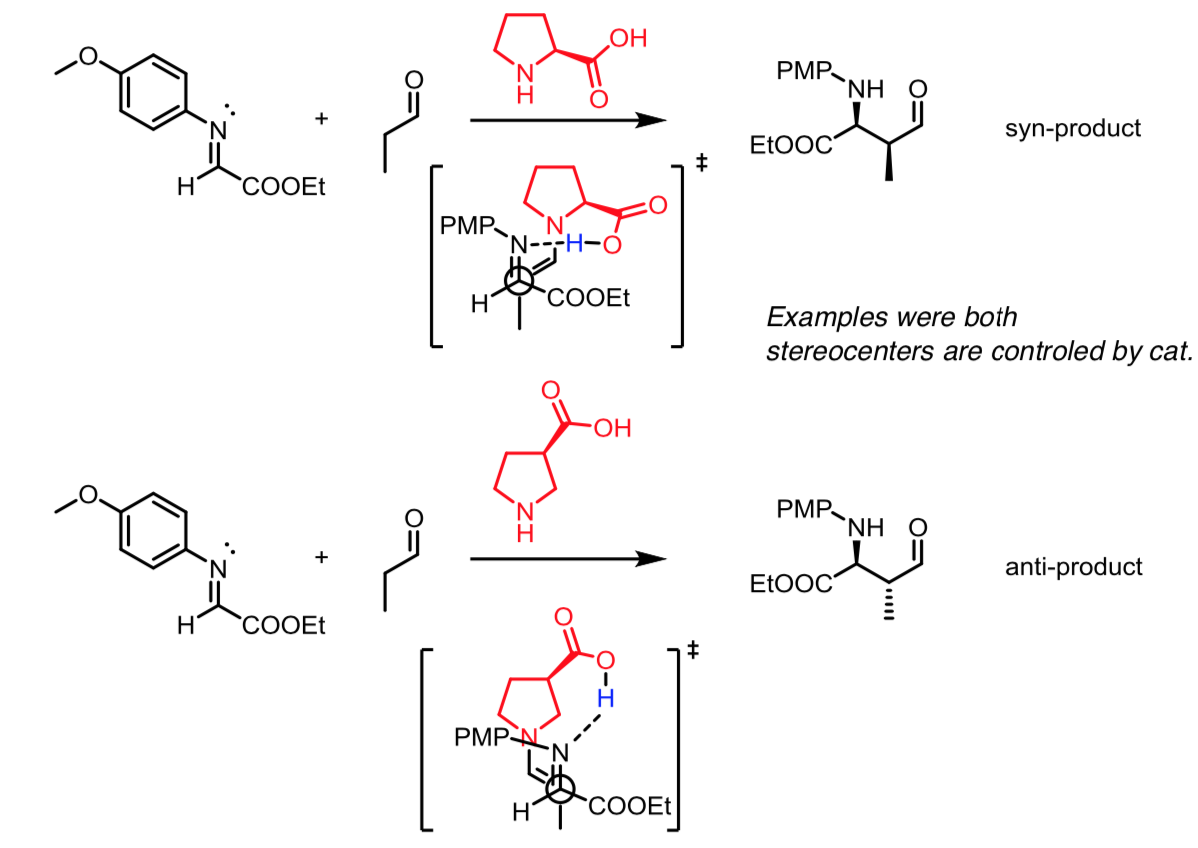 O
OH
N
H
O
O
N
H
COOEt
+
O
PMP
NH
O
EtOOC
syn-product
‡
PMP
N
N
H
O
O
H
COOEt
Examples were both
stereocenters are controled by cat.
O
OH
N
H
O
N
H
COOEt
+
O
PMP
NH
O
EtOOC
anti-product
‡
O
O
H
PMP
N
N
H
COOEt